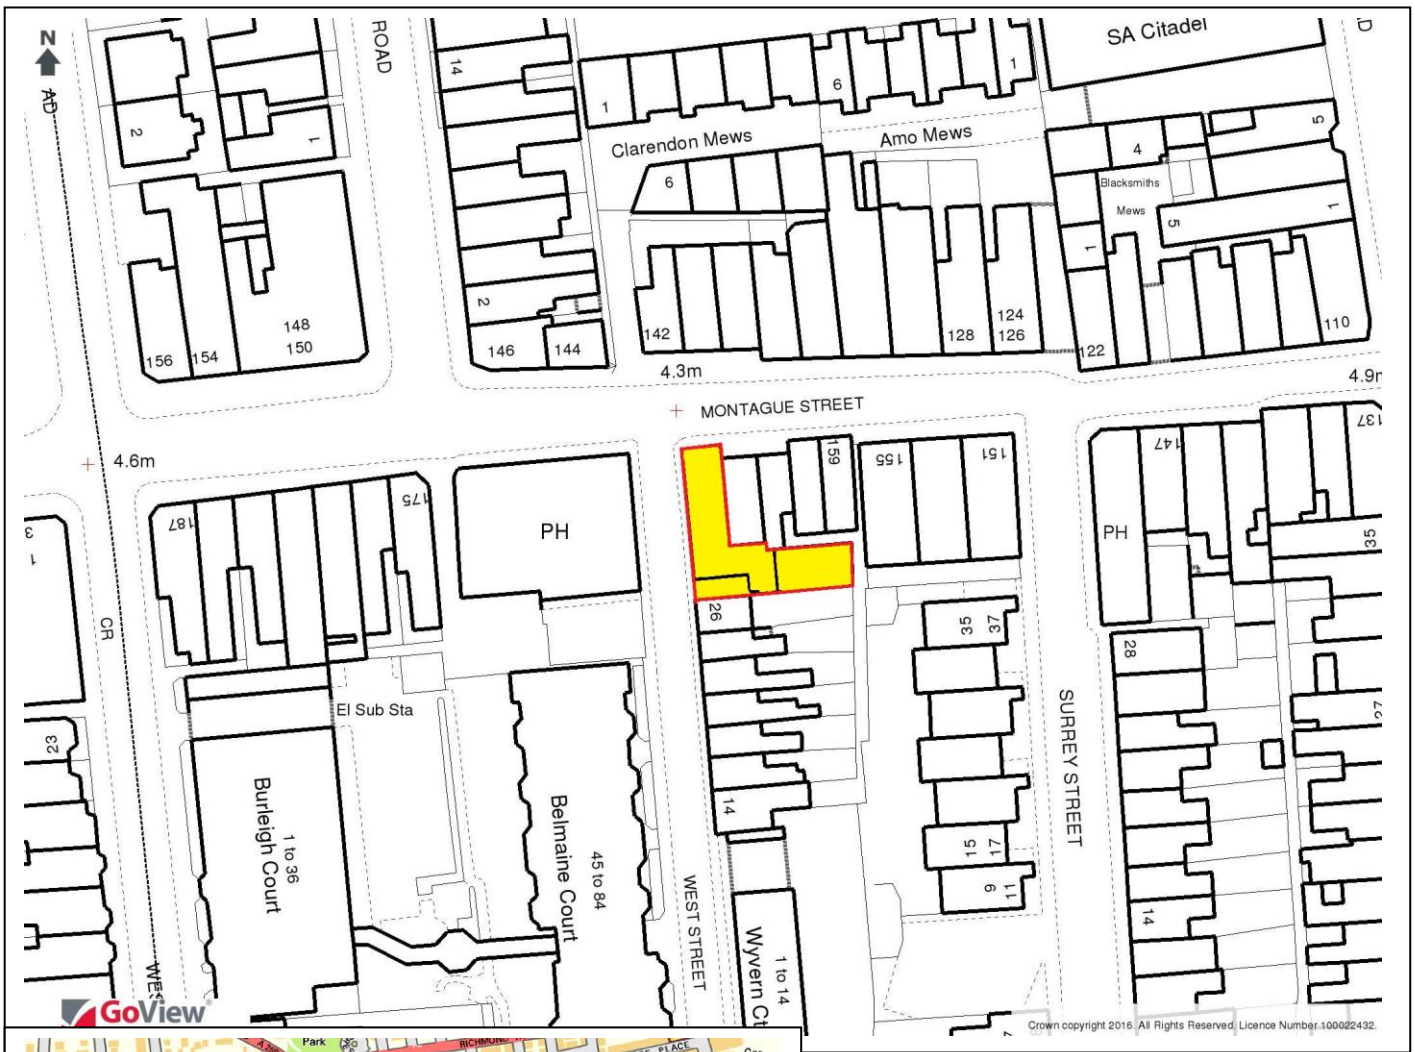 N
AD
ROAD
14
1
6
1
SA Citadel
D
2
1
Clarendon Mews
Amo Mews
4
5
6
Blacksmiths
Mews
5
1
1
2
142
128
124
126
122
110
148
150
156
154
146
144
4.3m
4.9m
MONTAGUE STREET
4.6m
187
175
PH
159
155
151
147
137
PH
35
3
1
CR
26
35
37
28
27
El Sub Sta
23
SURREY STREET
Burleigh Court
1 to 36
Belmaine Court
45 to 84
14
15
17
9
11
14
WEST STREET
Wyvern Ct
1 to 14
WES
GoView
Crown copyright 2016. All Rights Reserved. Licence Number 100022432.
Park
RICHMOND
PLACE